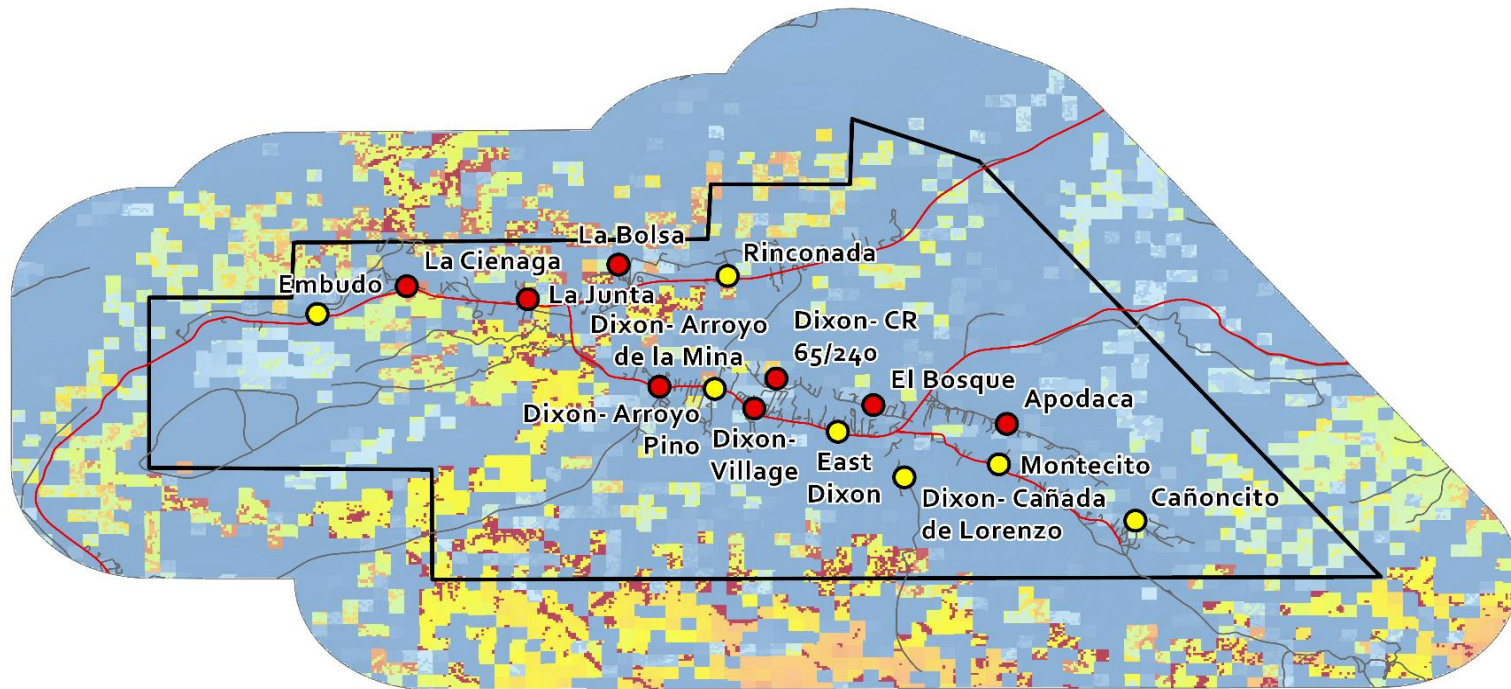 La Bolsa
Rinconada
La Cienaga
Embudo
La Junta
Dixon- Arroyo
de la Mina
Dixon- CR
65/240
El Bosque
Apodaca
Dixon- Arroyo
Pino
Dixon-
Village
East
Dixon
Montecito
Dixon- Cañada
de Lorenzo
Cañoncito